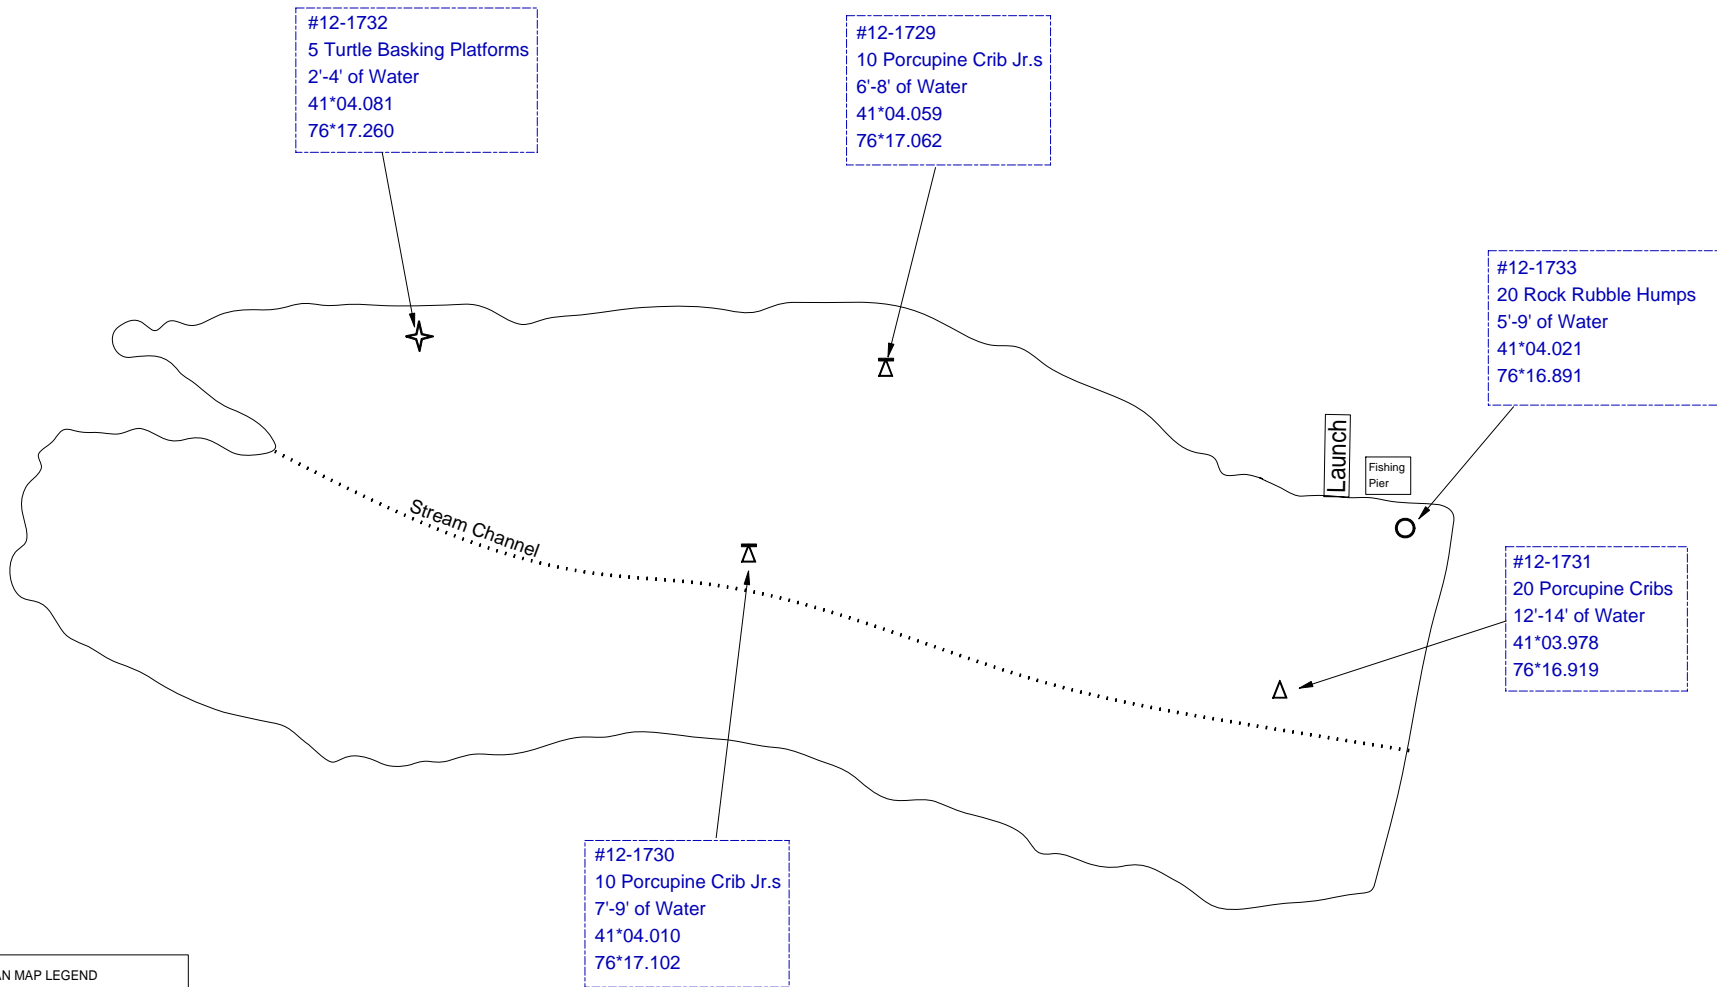 #12-1732
5 Turtle Basking Platforms
2'-4' of Water
41*04.081
76*17.260
#12-1729
10 Porcupine Crib Jr.s
6'-8' of Water
41*04.059
76*17.062
#12-1733
20 Rock Rubble Humps
5'-9' of Water
41*04.021
76*16.891
Launch
Fishing
Pier
Stream Channel
#12-1731
20 Porcupine Cribs
12'-14' of Water
41*03.978
76*16.919
#12-1730
10 Porcupine Crib Jr.s
7'-9' of Water
41*04.010
76*17.102
MAP LEGEND